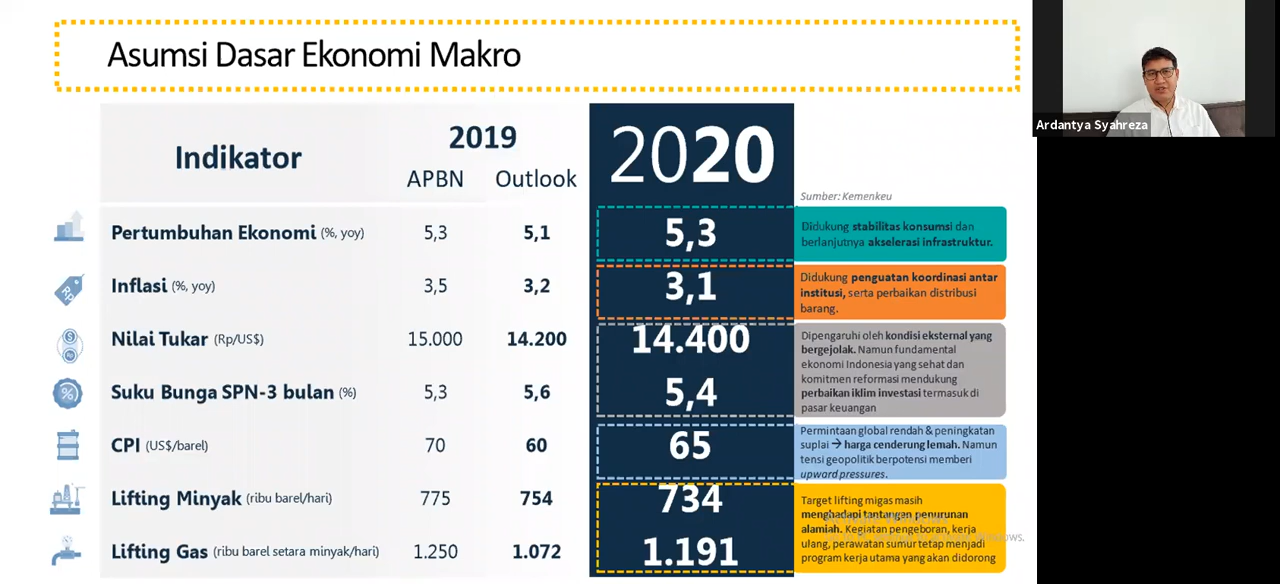 Asumsi Dasar Ekonomi Makro
Ardantya Syahreza
Indikator
2019
APBN Outlook
2020
Sumber: Kemenkeu
Pertumbuhan Ekonomi (%, yoy) 5,3 5,1 5,3
Didukung stabilitas konsumsi dan
berlanjutnya akselerasi infrastruktur.
Inflasi (%, yoy) 3,5 3,2 3,1
Didukung penguatan koordinasi antar
institusi, serta perbaikan distribusi
barang.
Nilai Tukar (Rp/US$) 15.000 14.200 14.400
Suku Bunga SPN-3 bulan (%) 5,3 5,6 5,4
Dipengaruhi oleh kondisi eksternal yang
bergejolak. Namun fundamental
ekonomi Indonesia yang sehat dan
komitmen reformasi mendukung
perbaikan iklim investasi termasuk di
pasar keuangan
CPI (US$/barel) 70 60 65
Permintaan global rendah & peningkatan
suplai → harga cenderung lemah. Namun
tensi geopolitik berpotensi memberi
upward pressures.
Lifting Minyak (ribu barel/hari) 775 754 734
Lifting Gas (ribu barel setara minyak/hari) 1.250 1.072 1.191
Target lifting migas masih
menghadapi tantangan penurunan
alamiah. Kegiatan pengeboran, kerja
ulang, perawatan sumur tetap menjadi
program kerja utama yang akan didorong